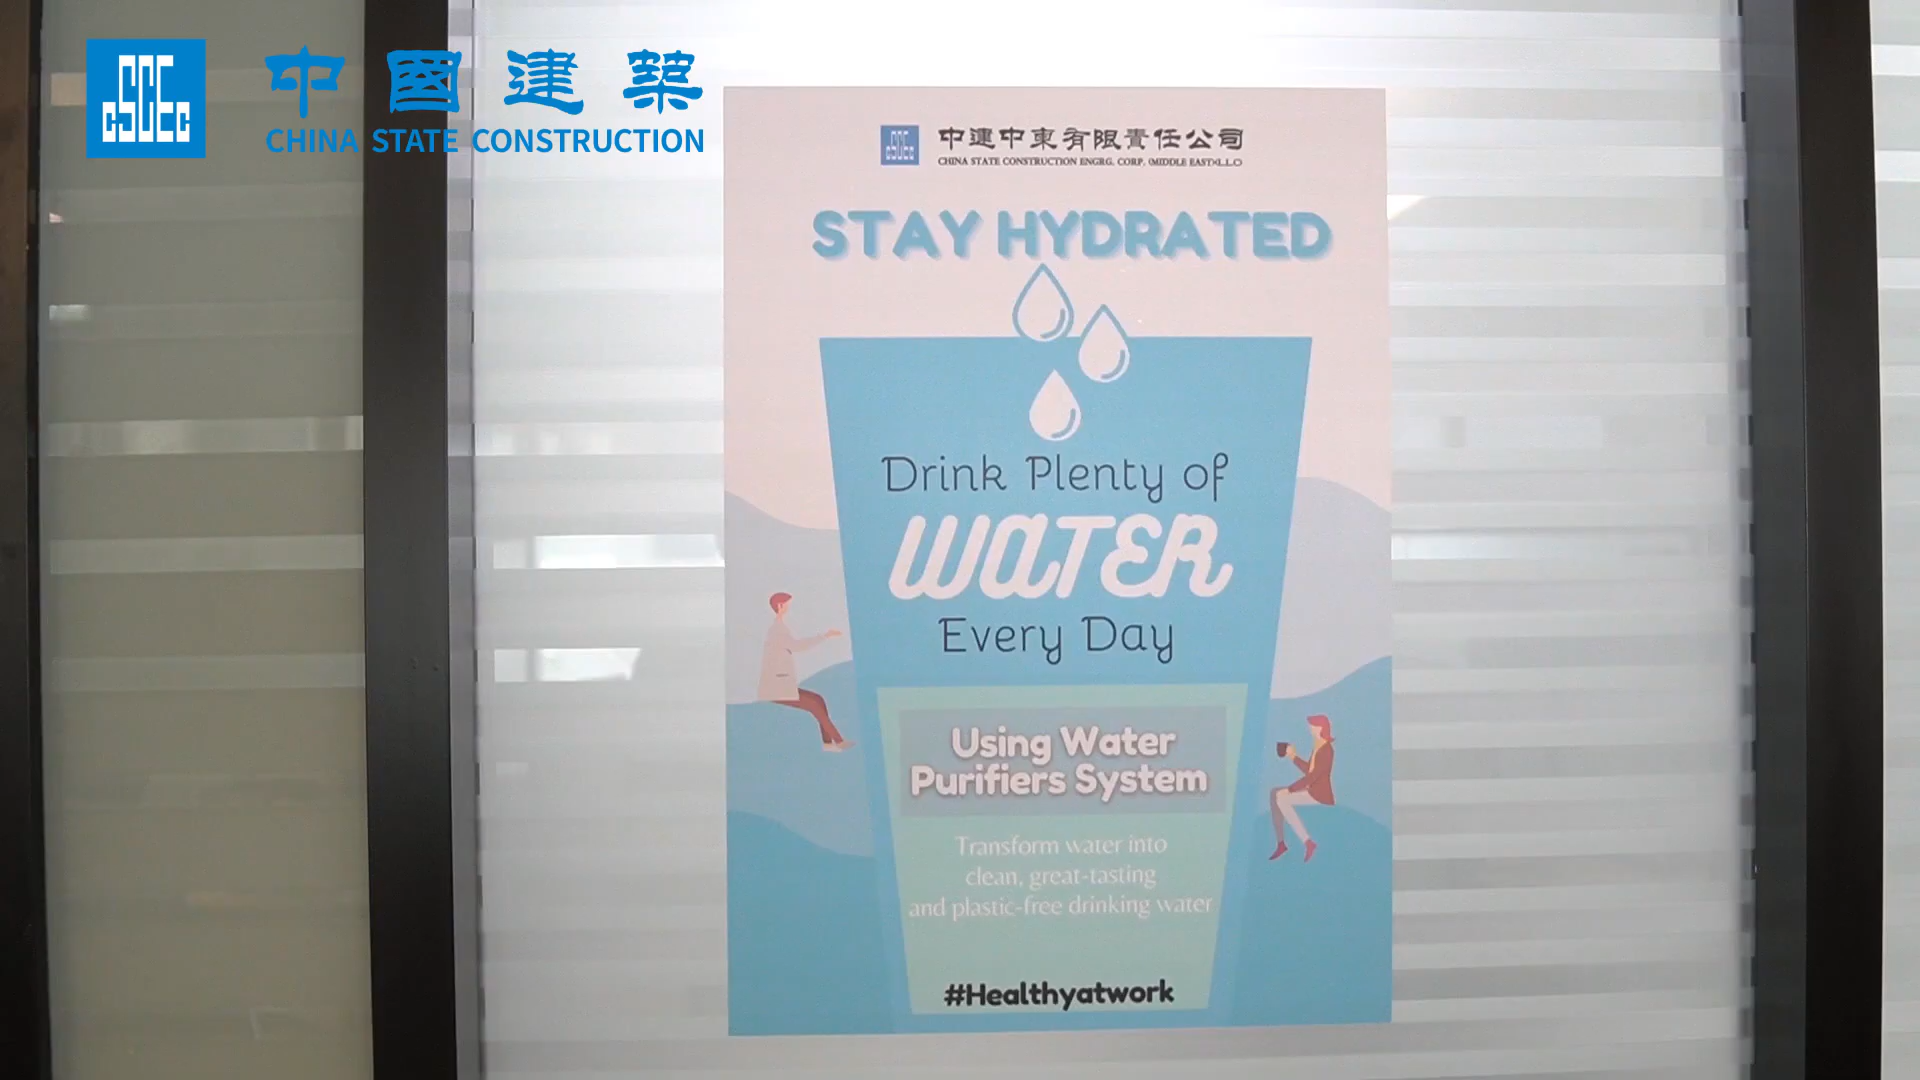 CSCEC
中國建築
CHINA STATE CONSTRUCTION
CSCEC
中建中東有限責任公司
CHINA STATE CONSTRUCTION ENGRG. CORP. (MIDDLE EAST)(L.L.C)
STAY HYDRATED
Drink Plenty of
WATER
Every Day
Using Water
Purifiers System
Transform water into
clean, great-tasting
and plastic-free drinking water
#Healthyatwork